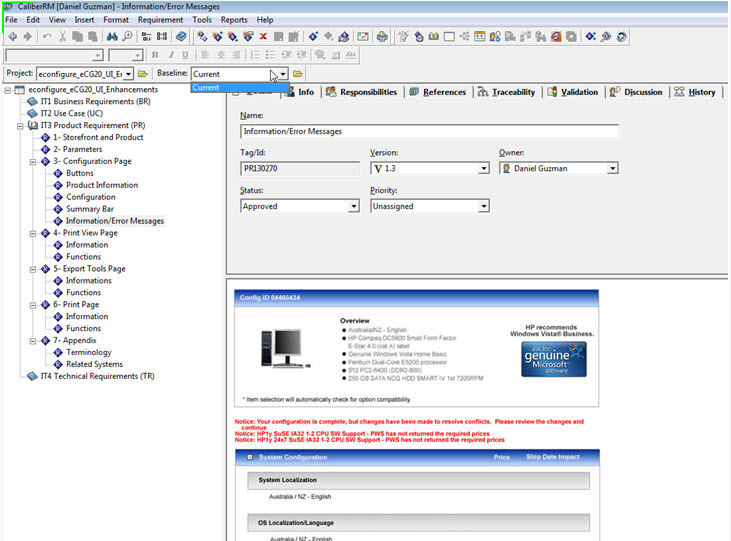 CaliberRM [Daniel Guzman] - Information/Error Messages
File Edit View Insert Format Requirement Tools Reports Help
Project: econfigure_eCG20_UI_Er Baseline: Current
Current
econfigure_eCG20_UI_Enhancements
IT1 Business Requirements (BR)
IT2 Use Case (UC)
IT3 Product Requirement (PR)
1- Storefront and Product
2- Parameters
3- Configuration Page
Buttons
Product Information
Configuration
Summary Bar
Information/Error Messages
4- Print View Page
Information
Functions
5- Export Tools Page
Informations
Functions
6- Print Page
Information
Functions
7- Appendix
Terminology
Related Systems
IT4 Technical Requirements (TR)
Info Responsibilities References Traceability Validation Discussion History
Name:
Information/Error Messages
Tag/Id: Version: Owner:
PR130270 V 1.3 Daniel Guzman
Status: Priority:
Approved Unassigned
Config ID 04460434
Overview
Australia/NZ - English
HP Compaq DC5800 Small Form Factor
E-Star 4.0 (cat A) label
Genuine Windows Vista Home Basic
Pentium Dual-Core E5200 processor
512 PC2-6400 (DDR2-800)
250 GB SATA NCQ HDD SMART IV 1st 7200RPM
HP recommends
Windows Vista® Business.
genuine
Microsoft
software
* Item selection will automatically check for option compatibility.
Notice: Your configuration is complete, but changes have been made to resolve conflicts. Please review the changes and
continue
Notice: HP1y SuSE IA32 1-2 CPU SW Support - PWS has not returned the required prices
Notice: HP1y 24x7 SuSE IA32 1-2 CPU SW Support - PWS has not returned the required prices
System Configuration Price Ship Date Impact
System Localization
Australia / NZ - English
OS Localization/Language
Australia / NZ - English